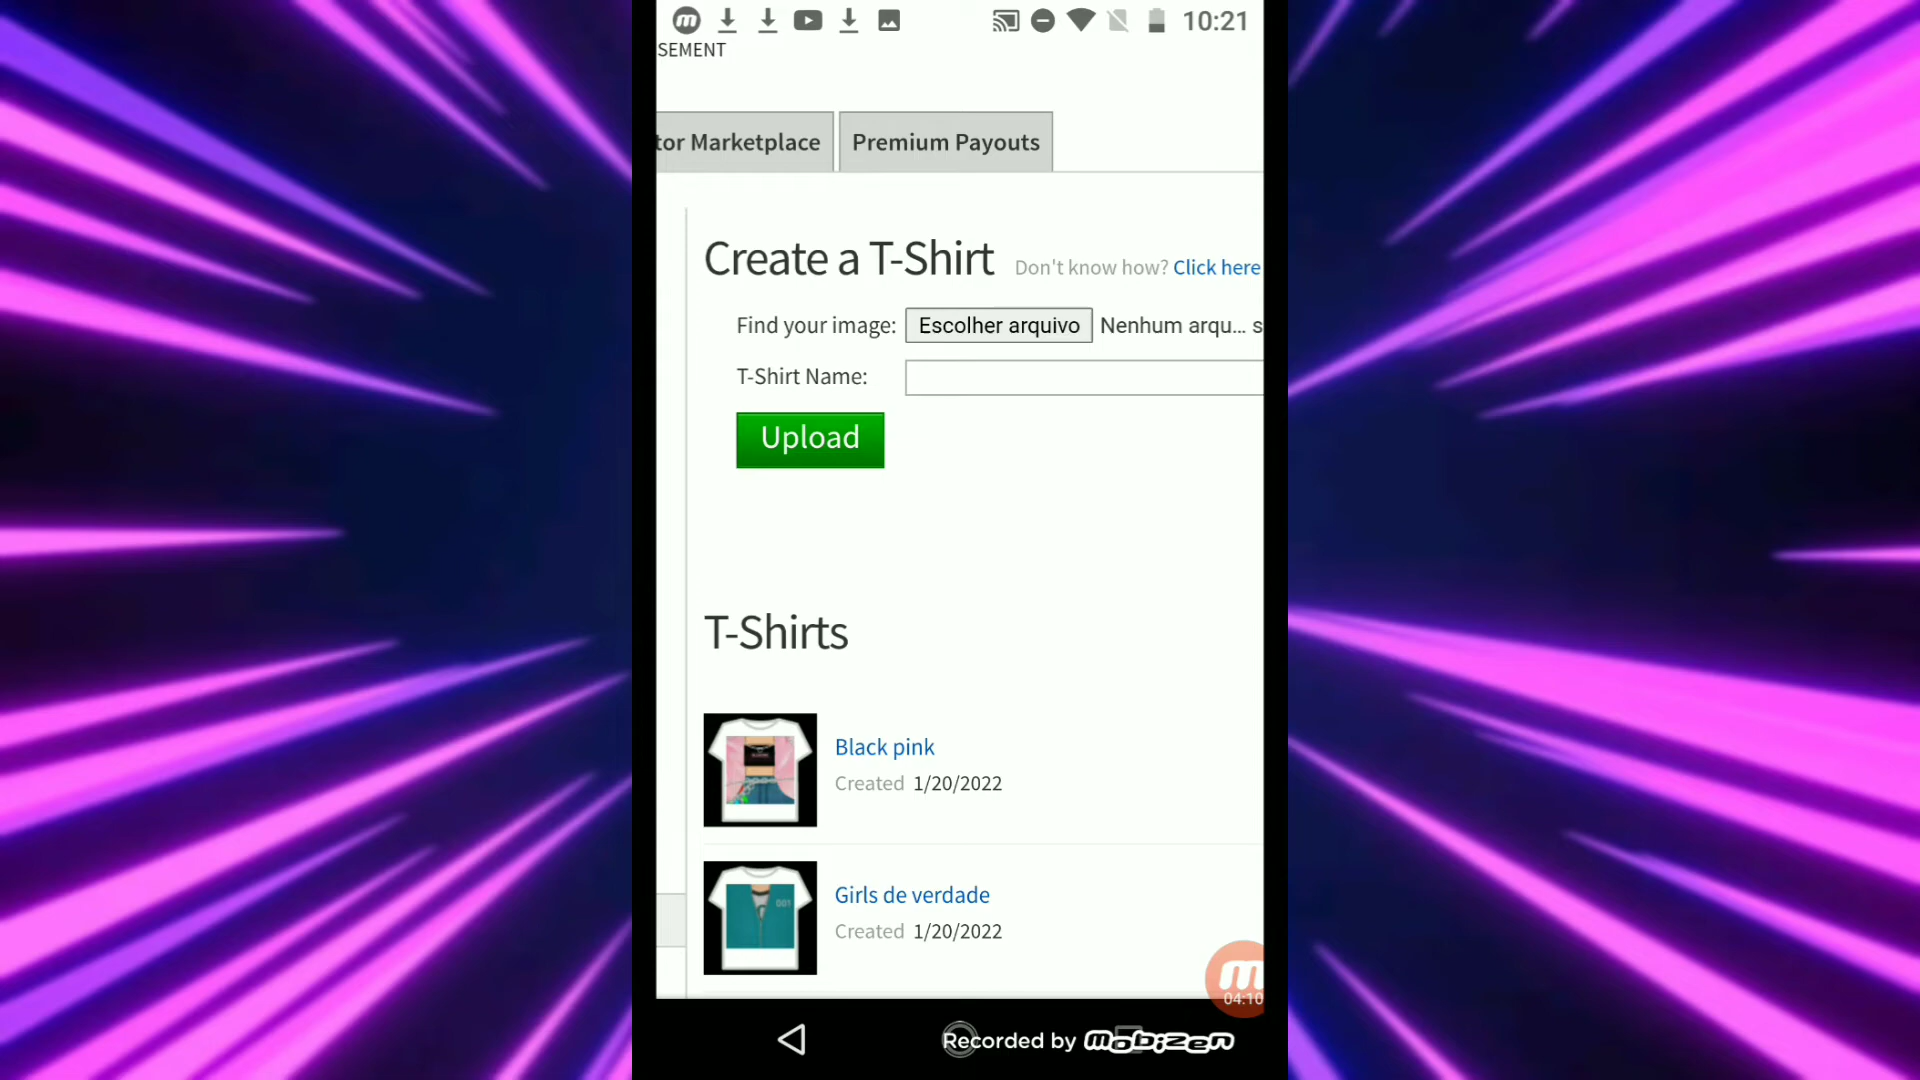 10:21
SEMENT
tor Marketplace
Premium Payouts
Create a T-Shirt Don't know how? Click here
Find your image: Escolher arquivo Nenhum arqu... s
T-Shirt Name:
Upload
T-Shirts
Black pink
Created 1/20/2022
001
Girls de verdade
Created 1/20/2022
04:10
Recorded by mobizen